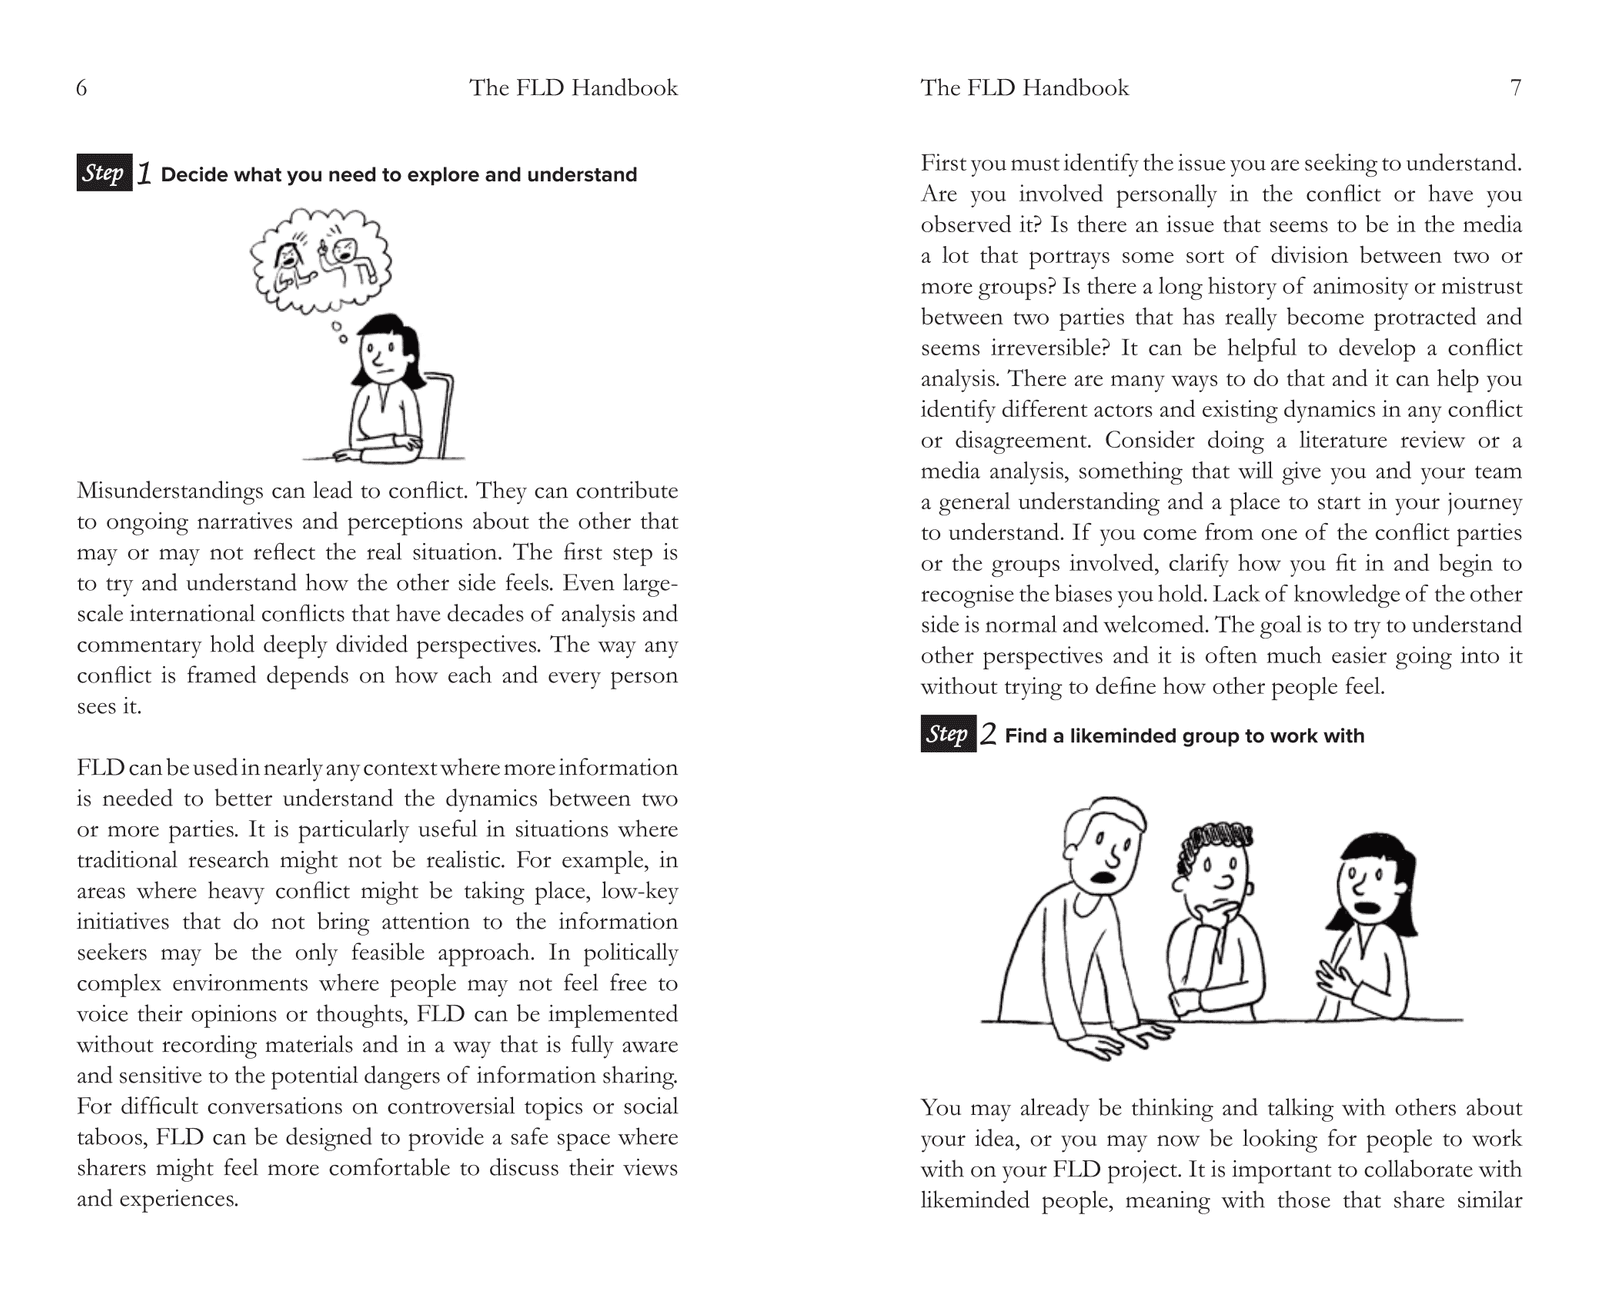 6
The FLD Handbook
Step 1 Decide what you need to explore and understand
Misunderstandings can lead to conflict. They can contribute
to ongoing narratives and perceptions about the other that
may or may not reflect the real situation. The first step is
to try and understand how the other side feels. Even large-
scale international conflicts that have decades of analysis and
commentary hold deeply divided perspectives. The way any
conflict is framed depends on how each and every person
sees it.
FLD can be used in nearly any context where more information
is needed to better understand the dynamics between two
or more parties. It is particularly useful in situations where
traditional research might not be realistic. For example, in
areas where heavy conflict might be taking place, low-key
initiatives that do not bring attention to the information
seekers may be the only feasible approach. In politically
complex environments where people may not feel free to
voice their opinions or thoughts, FLD can be implemented
without recording materials and in a way that is fully aware
and sensitive to the potential dangers of information sharing.
For difficult conversations on controversial topics or social
taboos, FLD can be designed to provide a safe space where
sharers might feel more comfortable to discuss their views
and experiences.
The FLD Handbook
7
First you must identify the issue you are seeking to understand.
Are you involved personally in the conflict or have you
observed it? Is there an issue that seems to be in the media
a lot that portrays some sort of division between two or
more groups? Is there a long history of animosity or mistrust
between two parties that has really become protracted and
seems irreversible? It can be helpful to develop a conflict
analysis. There are many ways to do that and it can help you
identify different actors and existing dynamics in any conflict
or disagreement. Consider doing a literature review or a
media analysis, something that will give you and your team
a general understanding and a place to start in your journey
to understand. If you come from one of the conflict parties
or the groups involved, clarify how you fit in and begin to
recognise the biases you hold. Lack of knowledge of the other
side is normal and welcomed. The goal is to try to understand
other perspectives and it is often much easier going into it
without trying to define how other people feel.
Step 2 Find a likeminded group to work with
You may already be thinking and talking with others about
your idea, or you may now be looking for people to work
with on your FLD project. It is important to collaborate with
likeminded people, meaning with those that share similar